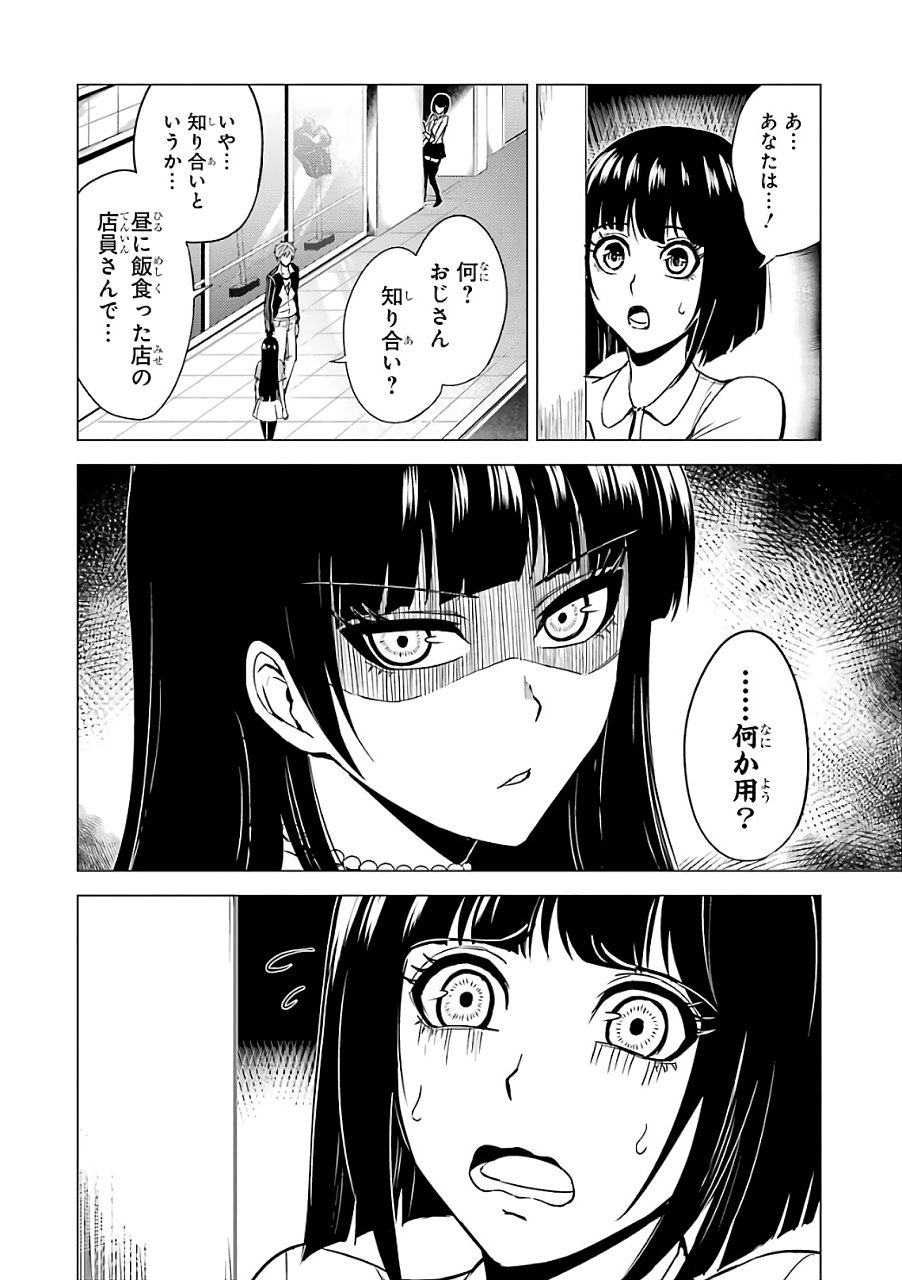 あ…
あなたは…！
何？
おじさん
知り合い？
いや…
知り合いと
いうか…
昼に飯食った店の
店員さんで…
……何か用？